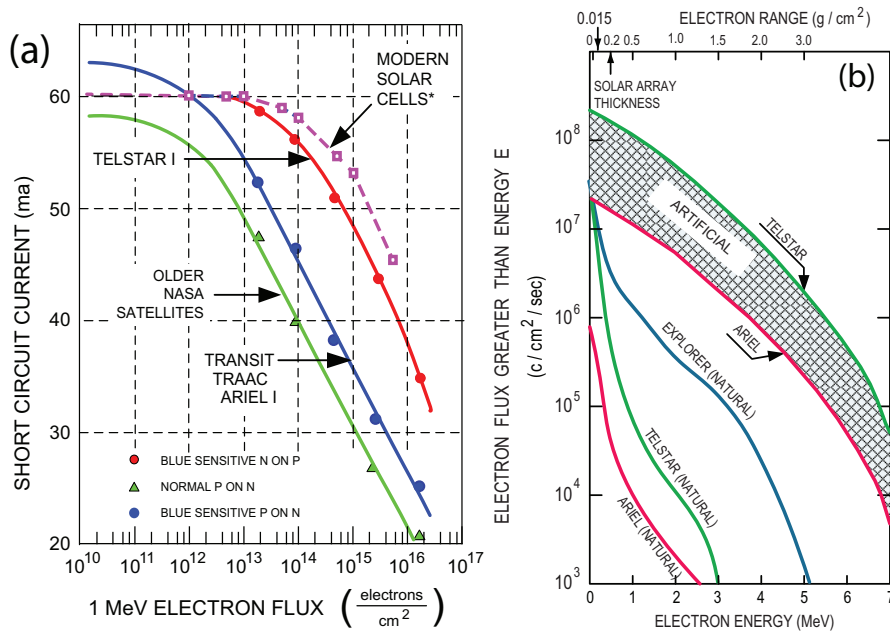 (a)
SHORT CIRCUIT CURRENT (ma)
60
50
40
30
20
MODERN
SOLAR
CELLS*
TELSTAR I
OLDER
NASA
SATELLITES
TRANSIT
TRAAC
ARIEL I
BLUE SENSITIVE N ON P
NORMAL P ON N
BLUE SENSITIVE P ON N
10^10 10^11 10^12 10^13 10^14 10^15 10^16 10^17
1 MeV ELECTRON FLUX (electrons/cm^2)
(b)
ELECTRON RANGE (g / cm^2)
0.015
0 0.2 0.5 1.0 1.5 2.0 3.0
SOLAR ARRAY
THICKNESS
ELECTRON FLUX GREATER THAN ENERGY E
(c / cm^2 / sec)
10^8
10^7
10^6
10^5
10^4
10^3
ARTIFICIAL
TELSTAR
ARIEL
EXPLORER (NATURAL)
TELSTAR (NATURAL)
ARIEL (NATURAL)
0 1 2 3 4 5 6 7
ELECTRON ENERGY (MeV)